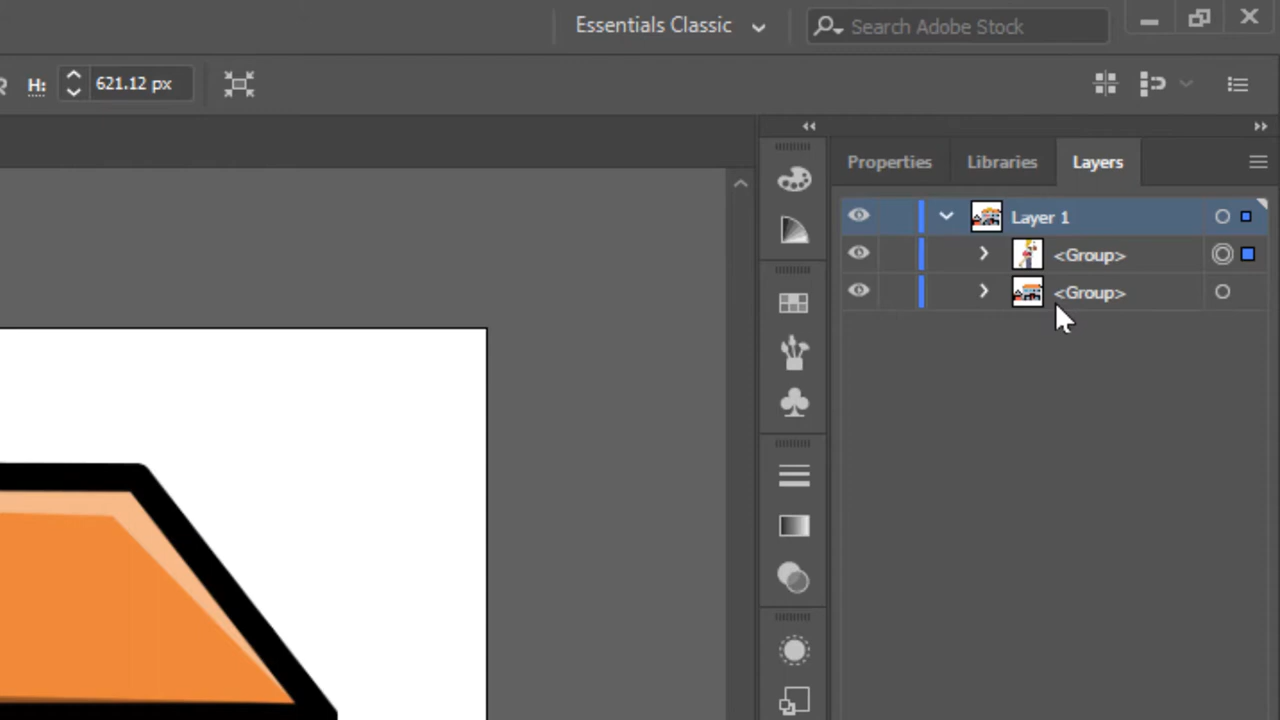 Essentials Classic
Search Adobe Stock
H: 621.12 px
Properties Libraries Layers
Layer 1
<Group>
<Group>